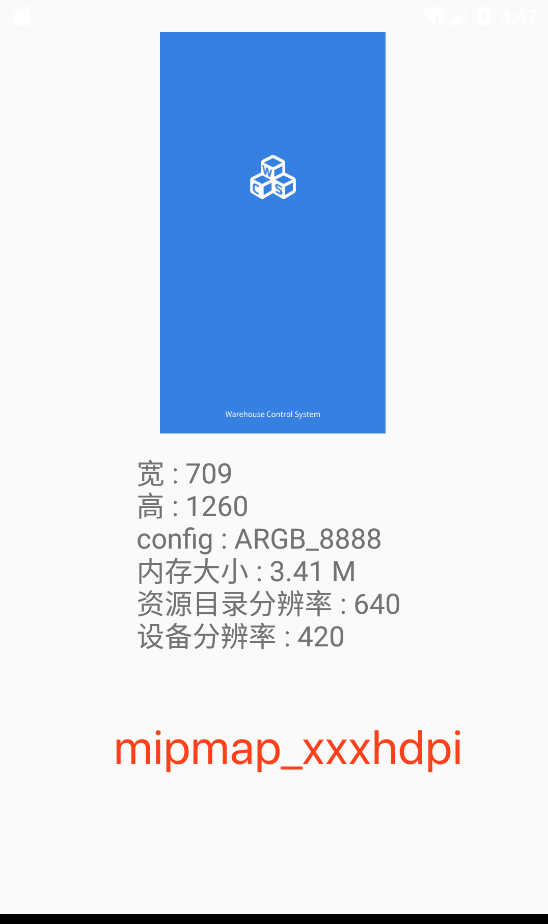 4:47
W
C S
Warehouse Control System
宽 : 709
高 : 1260
config : ARGB_8888
内存大小 : 3.41 M
资源目录分辨率 : 640
设备分辨率 : 420
mipmap_xxxhdpi